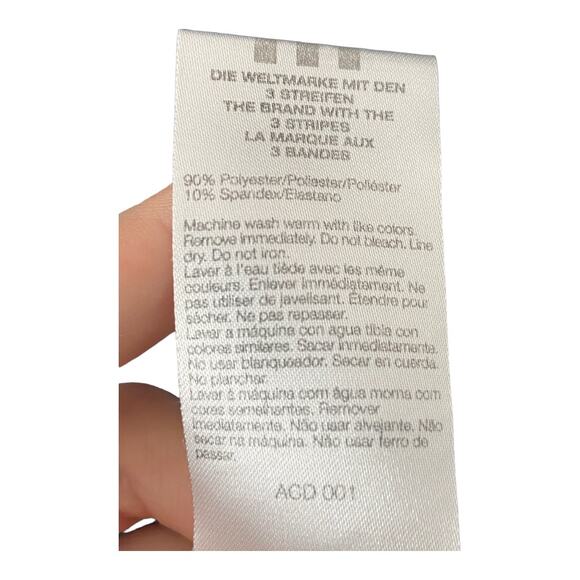 DIE WELTMARKE MIT DEN
3 STREIFEN
THE BRAND WITH THE
3 STRIPES
LA MARQUE AUX
3 BANDES
90% Polyester/Poliester/Poliéster
10% Spandex/Elastano
Machine wash warm with like colors.
Remove immediately. Do not bleach. Line
dry. Do not iron.
Laver à l'eau tiède avec les même
couleurs. Enlever immédiatement. Ne
pas utiliser de javelisant. Étendre pour
sécher. Ne pas repasser.
Lavar a máquina con agua tibia con
colores similares. Sacar inmediatamente.
No usar blanqueador. Secar en cuerda.
No planchar.
Lavar à máquina com água morna com
cores semelhantes. Remover
imediatamente. Não usar alvejante. Não
secar na máquina. Não usar ferro de
passar.
ACD 001